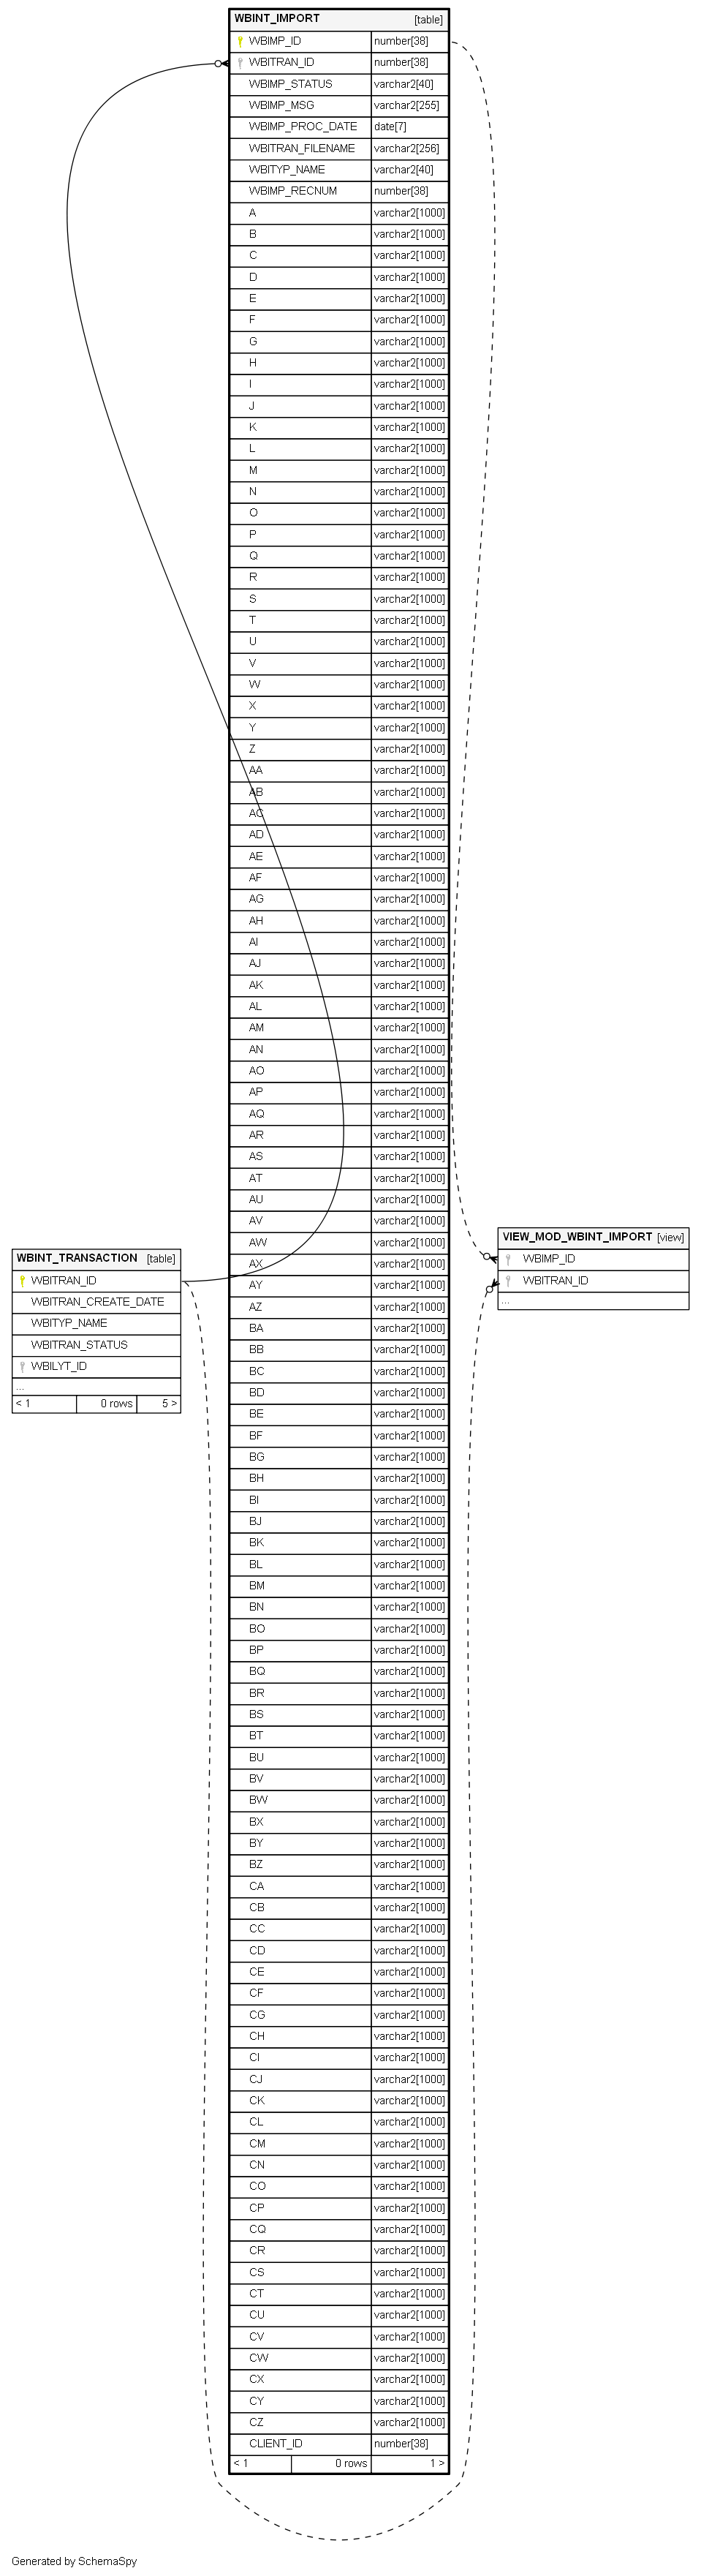 WBINT_IMPORT [table]
WBIMP_ID number[38]
WBITRAN_ID number[38]
WBIMP_STATUS varchar2[40]
WBIMP_MSG varchar2[255]
WBIMP_PROC_DATE date[7]
WBITRAN_FILENAME varchar2[256]
WBITYP_NAME varchar2[40]
WBIMP_RECNUM number[38]
A varchar2[1000]
B varchar2[1000]
C varchar2[1000]
D varchar2[1000]
E varchar2[1000]
F varchar2[1000]
G varchar2[1000]
H varchar2[1000]
I varchar2[1000]
J varchar2[1000]
K varchar2[1000]
L varchar2[1000]
M varchar2[1000]
N varchar2[1000]
O varchar2[1000]
P varchar2[1000]
Q varchar2[1000]
R varchar2[1000]
S varchar2[1000]
T varchar2[1000]
U varchar2[1000]
V varchar2[1000]
W varchar2[1000]
X varchar2[1000]
Y varchar2[1000]
Z varchar2[1000]
AA varchar2[1000]
AB varchar2[1000]
AC varchar2[1000]
AD varchar2[1000]
AE varchar2[1000]
AF varchar2[1000]
AG varchar2[1000]
AH varchar2[1000]
AI varchar2[1000]
AJ varchar2[1000]
AK varchar2[1000]
AL varchar2[1000]
AM varchar2[1000]
AN varchar2[1000]
AO varchar2[1000]
AP varchar2[1000]
AQ varchar2[1000]
AR varchar2[1000]
AS varchar2[1000]
AT varchar2[1000]
AU varchar2[1000]
AV varchar2[1000]
AW varchar2[1000]
AX varchar2[1000]
AY varchar2[1000]
AZ varchar2[1000]
BA varchar2[1000]
BB varchar2[1000]
BC varchar2[1000]
BD varchar2[1000]
BE varchar2[1000]
BF varchar2[1000]
BG varchar2[1000]
BH varchar2[1000]
BI varchar2[1000]
BJ varchar2[1000]
BK varchar2[1000]
BL varchar2[1000]
BM varchar2[1000]
BN varchar2[1000]
BO varchar2[1000]
BP varchar2[1000]
BQ varchar2[1000]
BR varchar2[1000]
BS varchar2[1000]
BT varchar2[1000]
BU varchar2[1000]
BV varchar2[1000]
BW varchar2[1000]
BX varchar2[1000]
BY varchar2[1000]
BZ varchar2[1000]
CA varchar2[1000]
CB varchar2[1000]
CC varchar2[1000]
CD varchar2[1000]
CE varchar2[1000]
CF varchar2[1000]
CG varchar2[1000]
CH varchar2[1000]
CI varchar2[1000]
CJ varchar2[1000]
CK varchar2[1000]
CL varchar2[1000]
CM varchar2[1000]
CN varchar2[1000]
CO varchar2[1000]
CP varchar2[1000]
CQ varchar2[1000]
CR varchar2[1000]
CS varchar2[1000]
CT varchar2[1000]
CU varchar2[1000]
CV varchar2[1000]
CW varchar2[1000]
CX varchar2[1000]
CY varchar2[1000]
CZ varchar2[1000]
CLIENT_ID number[38]
< 1 0 rows 1 >
WBINT_TRANSACTION [table]
WBITRAN_ID
WBITRAN_CREATE_DATE
WBITYP_NAME
WBITRAN_STATUS
WBILYT_ID
...
< 1 0 rows 5 >
VIEW_MOD_WBINT_IMPORT [view]
WBIMP_ID
WBITRAN_ID
...
Generated by SchemaSpy